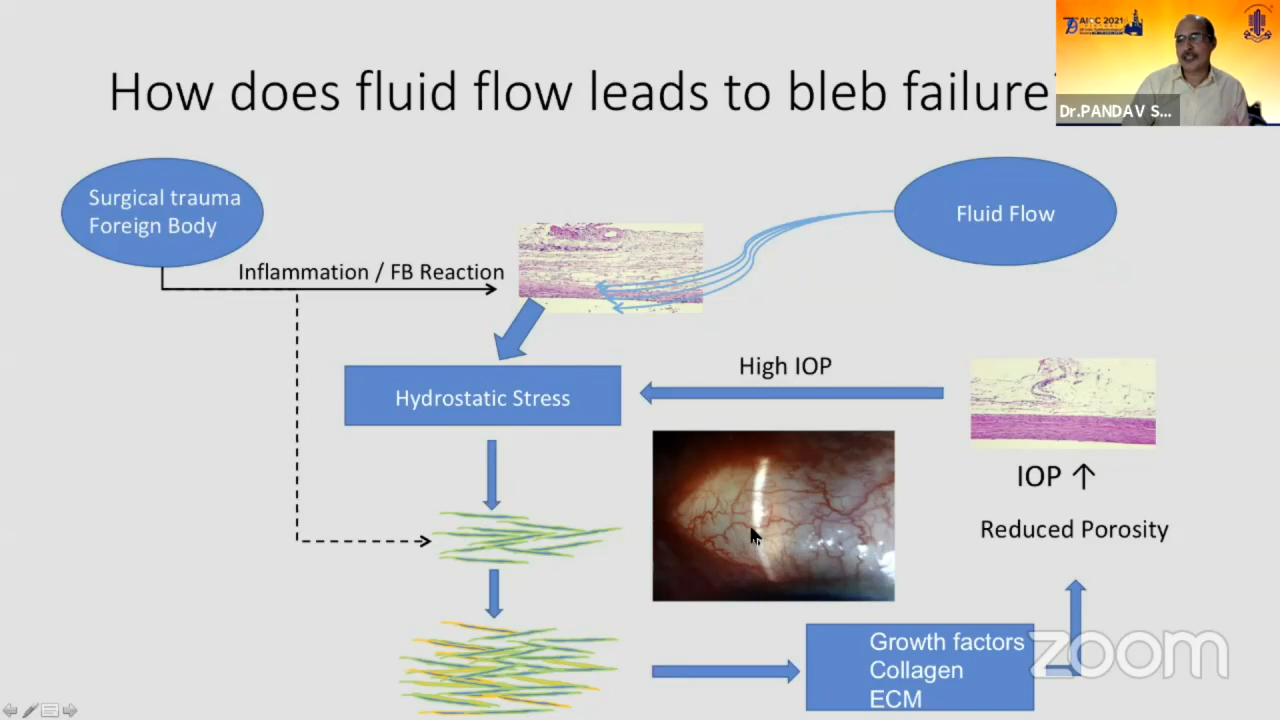 How does fluid flow leads to bleb failure
AIOC 2021
Dr.PANDAV S...
Surgical trauma
Foreign Body
Fluid Flow
Inflammation / FB Reaction
High IOP
Hydrostatic Stress
IOP ↑
Reduced Porosity
Growth factors
Collagen
ECM
zoom